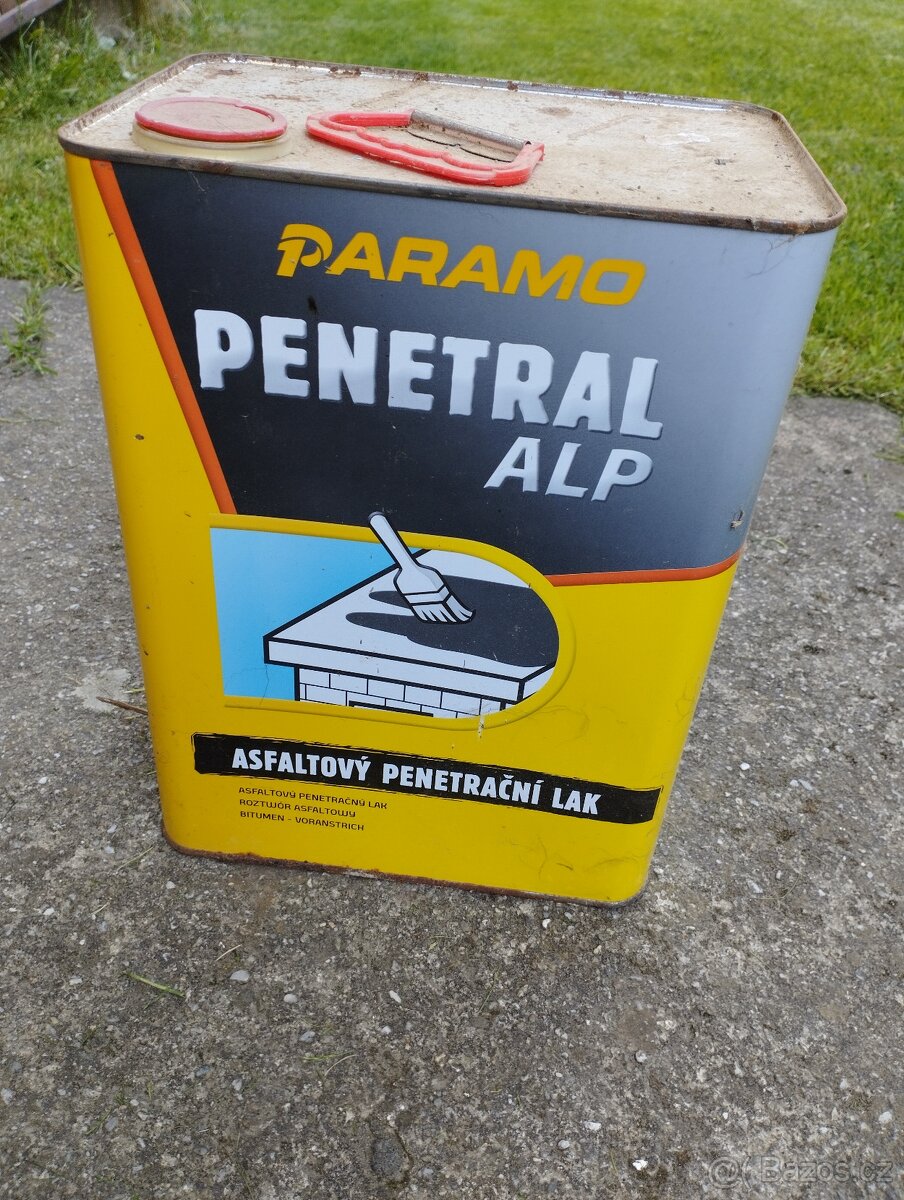 PARAMO
PENETRAL
ALP
ASFALTOVÝ PENETRAČNÍ LAK
ASFALTOVÝ PENETRAČNÝ LAK
ROZTWÓR ASFALTOWY
BITUMEN - VORANSTRICH
@ Bazos.cz